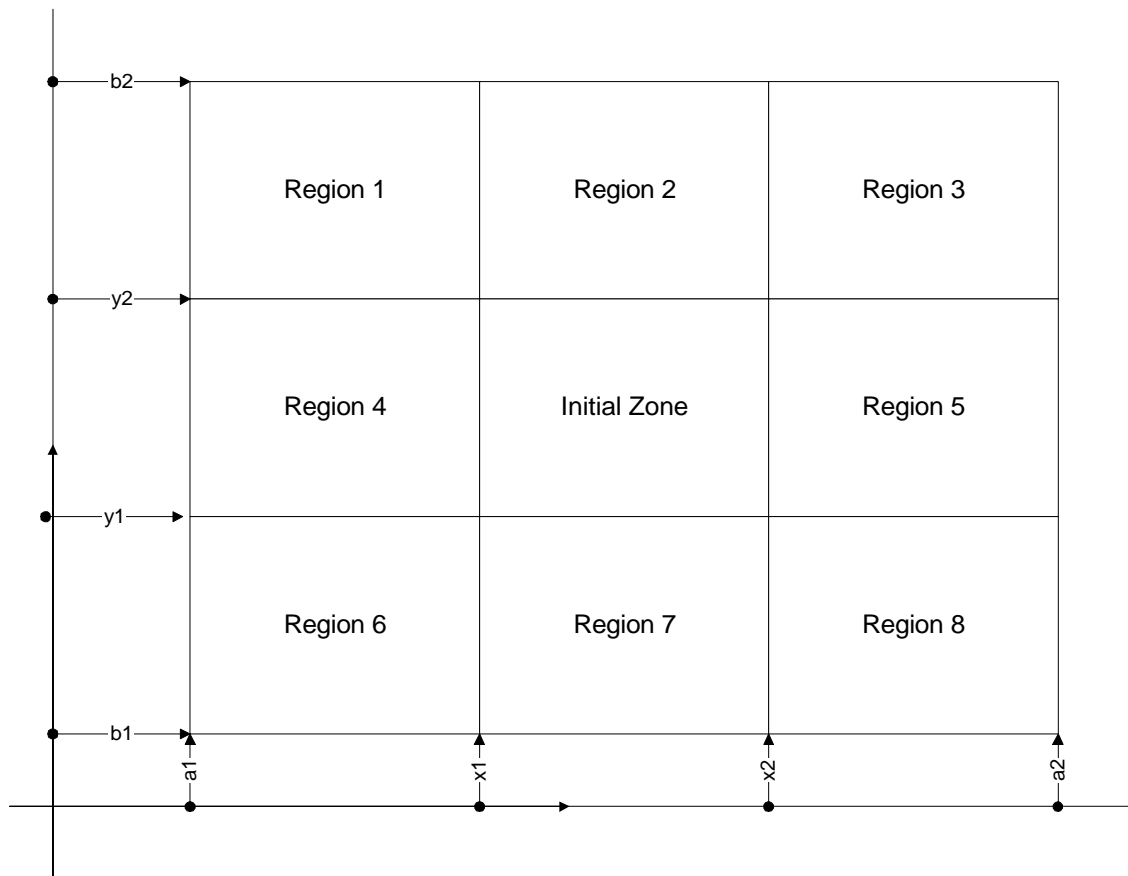 b2
Region 1
Region 2
Region 3
y2
Region 4
Initial Zone
Region 5
y1
Region 6
Region 7
Region 8
b1
a1
x1
x2
a2